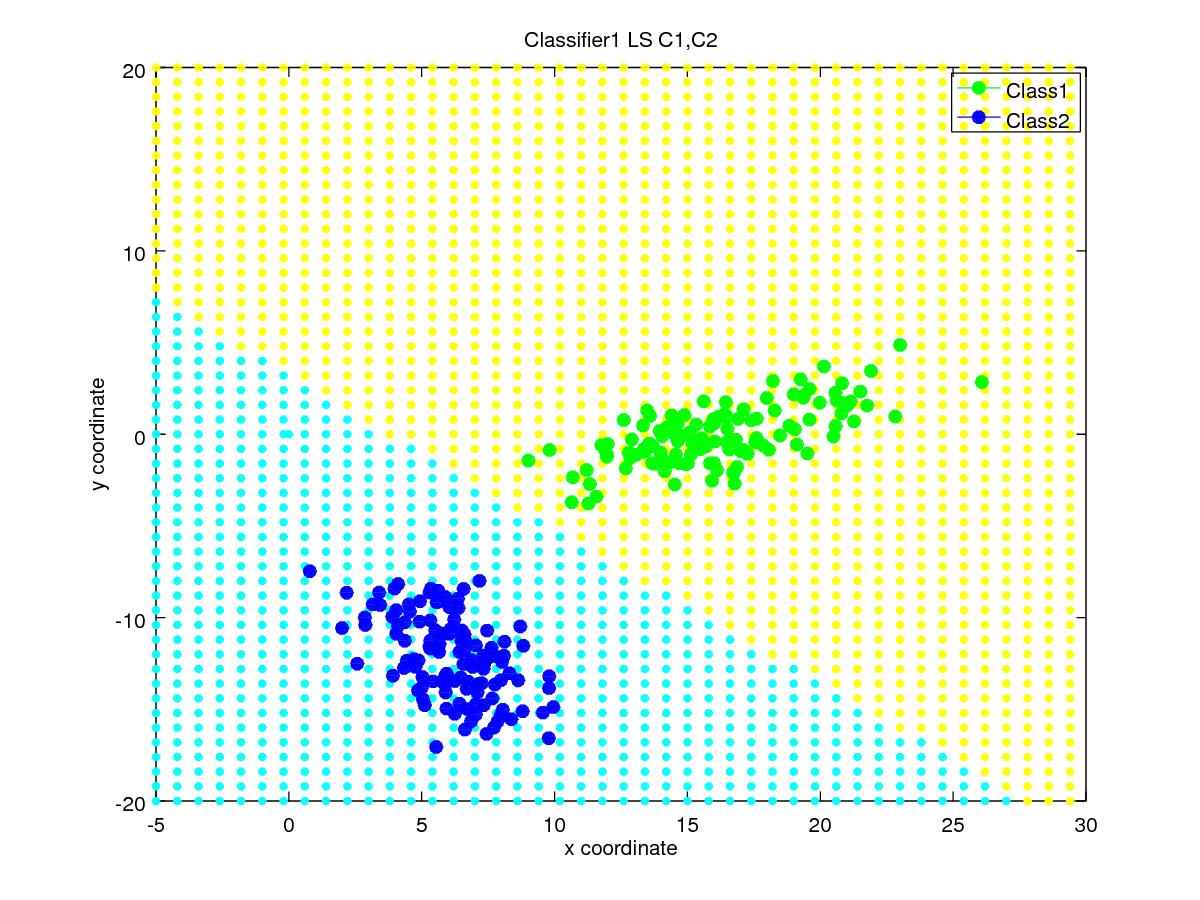 Classifier1 LS C1,C2
20
Class1
Class2
10
0
y coordinate
-10
-20
-5 0 5 10 15 20 25 30
x coordinate